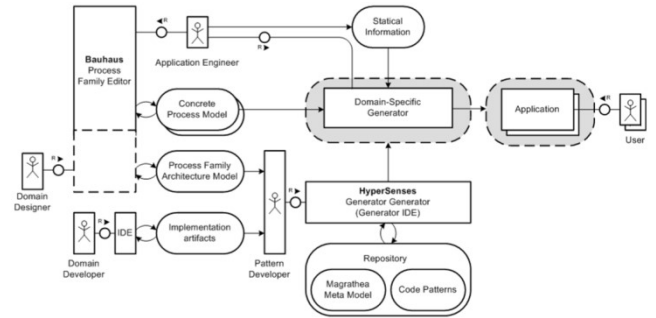 R
Statical
Information
Bauhaus
Process
Family Editor
Application Engineer
R
Concrete
Process Model
Domain-Specific
Generator
Application
R
User
R
Domain
Designer
Process Family
Architecture Model
R
HyperSenses
Generator Generator
(Generator IDE)
R
IDE
Implementation
artifacts
Domain
Developer
Pattern
Developer
Repository
Magrathea
Meta Model
Code Patterns